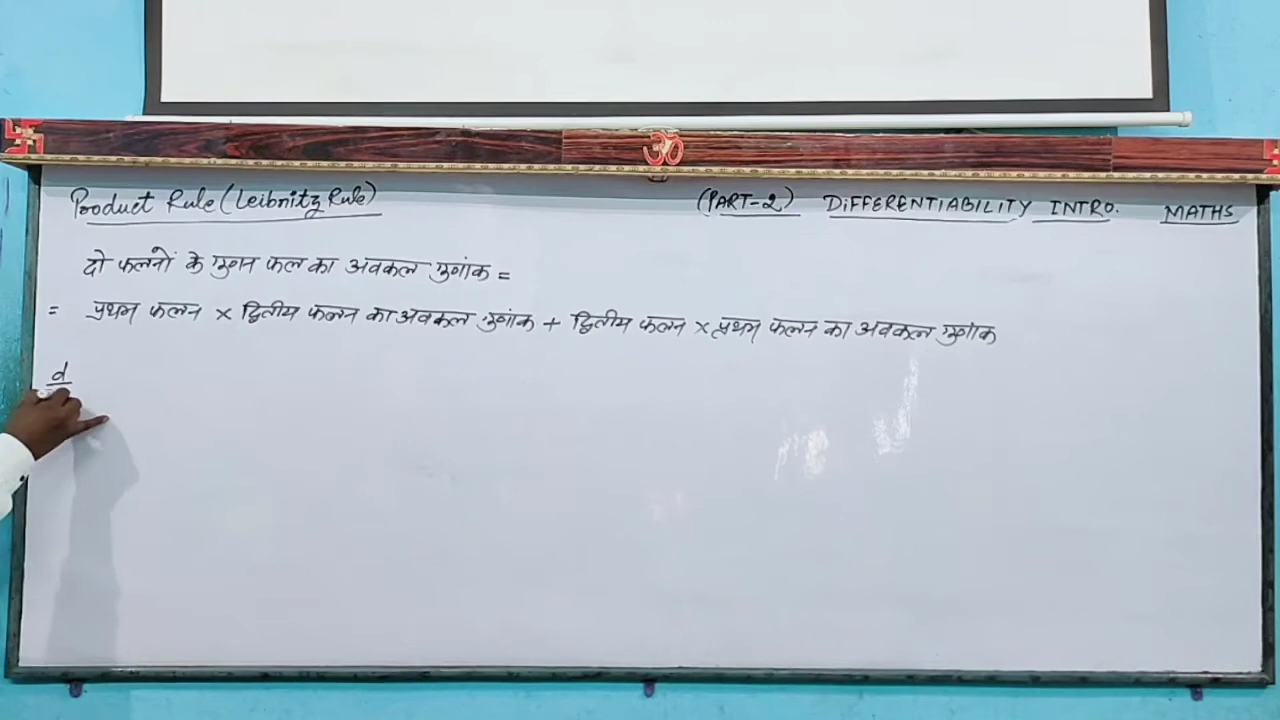 ॐ
Product Rule (Leibnitz Rule)
(PART-2) DIFFERENTIABILITY INTRO. MATHS
दो फलनों के गुणन फल का अवकल गुणांक =
= प्रथम फलन × द्वितीय फलन का अवकल गुणांक + द्वितीय फलन × प्रथम फलन का अवकल गुणांक
d